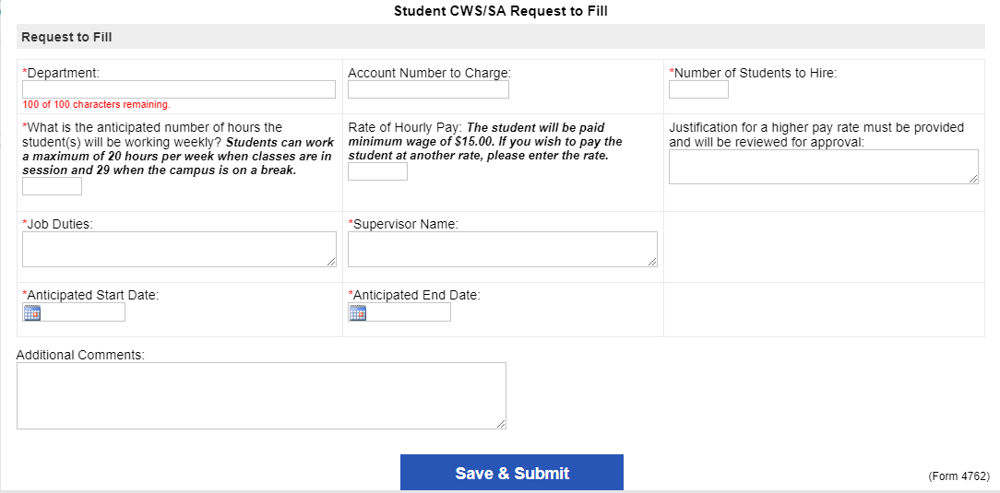 Student CWS/SA Request to Fill
Request to Fill
*Department:
100 of 100 characters remaining.
Account Number to Charge:
*Number of Students to Hire:
*What is the anticipated number of hours the
student(s) will be working weekly? Students can work
a maximum of 20 hours per week when classes are in
session and 29 when the campus is on a break.
Rate of Hourly Pay: The student will be paid
minimum wage of $15.00. If you wish to pay the
student at another rate, please enter the rate.
Justification for a higher pay rate must be provided
and will be reviewed for approval:
*Job Duties:
*Supervisor Name:
*Anticipated Start Date:
*Anticipated End Date:
Additional Comments:
Save & Submit
(Form 4762)